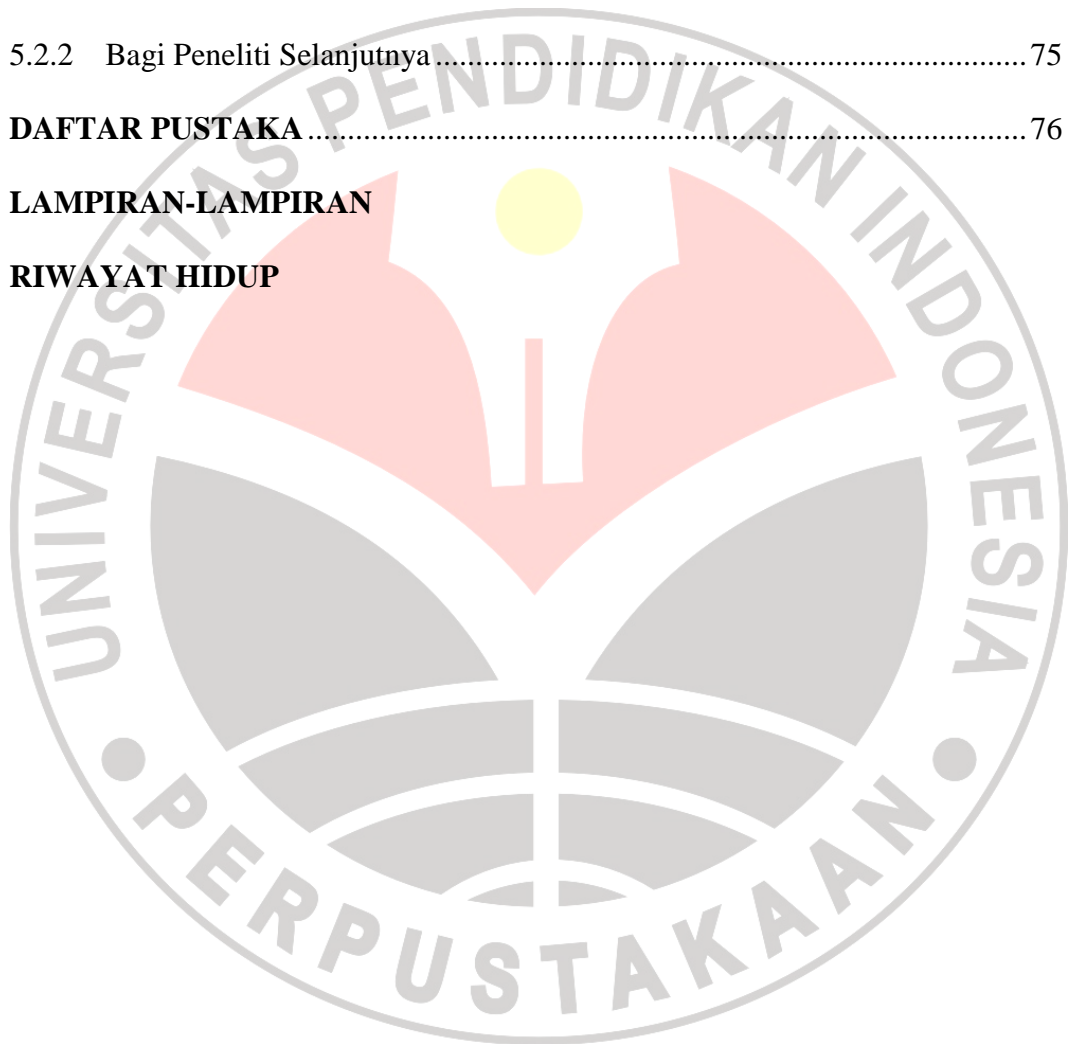 5.2.2 Bagi Peneliti Selanjutnya ........................................................................... 75
DAFTAR PUSTAKA ........................................................................................... 76
LAMPIRAN-LAMPIRAN
RIWAYAT HIDUP
UNIVERSITAS PENDIDIKAN INDONESIA
PERPUSTAKAAN